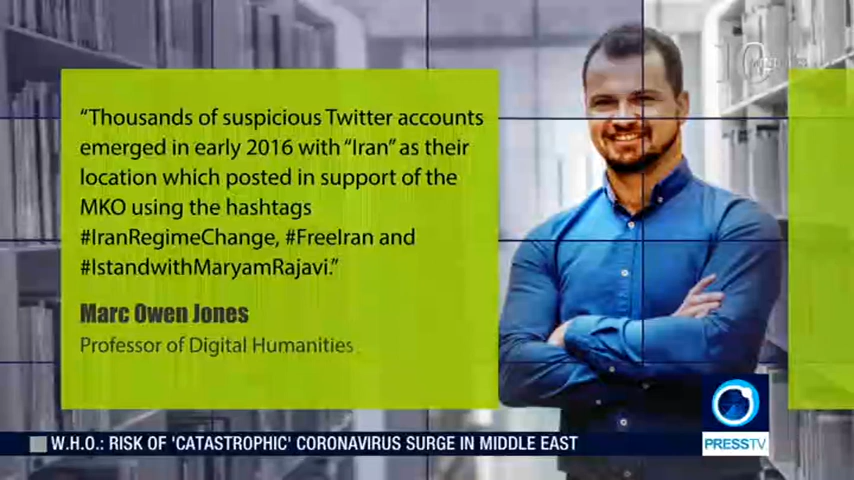 “Thousands of suspicious Twitter accounts
emerged in early 2016 with “Iran” as their
location which posted in support of the
MKO using the hashtags
#IranRegimeChange, #FreeIran and
#IstandwithMaryamRajavi.”
Marc Owen Jones
Professor of Digital Humanities
W.H.O.: RISK OF 'CATASTROPHIC' CORONAVIRUS SURGE IN MIDDLE EAST
PRESSTV